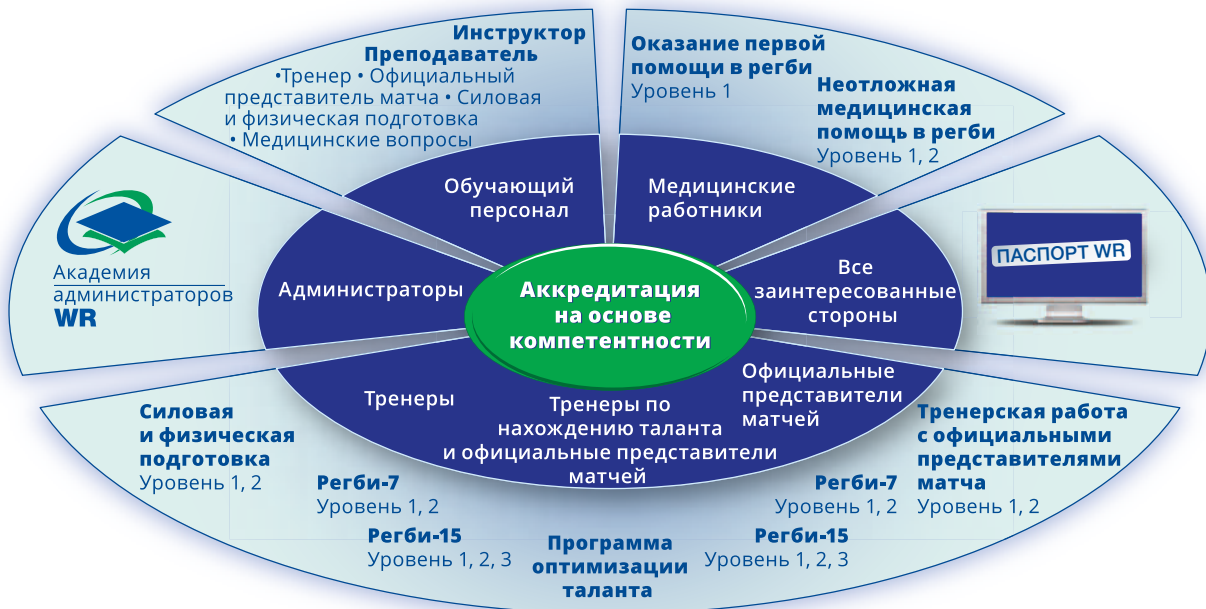 Инструктор
Преподаватель
•Тренер • Официальный
представитель матча • Силовая
и физическая подготовка
• Медицинские вопросы
Оказание первой
помощи в регби
Уровень 1
Неотложная
медицинская
помощь в регби
Уровень 1, 2
Обучающий
персонал
Медицинские
работники
Академия
администраторов
WR
Администраторы
Аккредитация
на основе
компетентности
Все
заинтересованные
стороны
ПАСПОРТ WR
Тренеры
Тренеры по
нахождению таланта
и официальные представители
матчей
Официальные
представители
матчей
Силовая
и физическая
подготовка
Уровень 1, 2
Регби-7
Уровень 1, 2
Регби-15
Уровень 1, 2, 3
Программа
оптимизации
таланта
Регби-7
Уровень 1, 2
Регби-15
Уровень 1, 2, 3
Тренерская работа
с официальными
представителями
матча
Уровень 1, 2